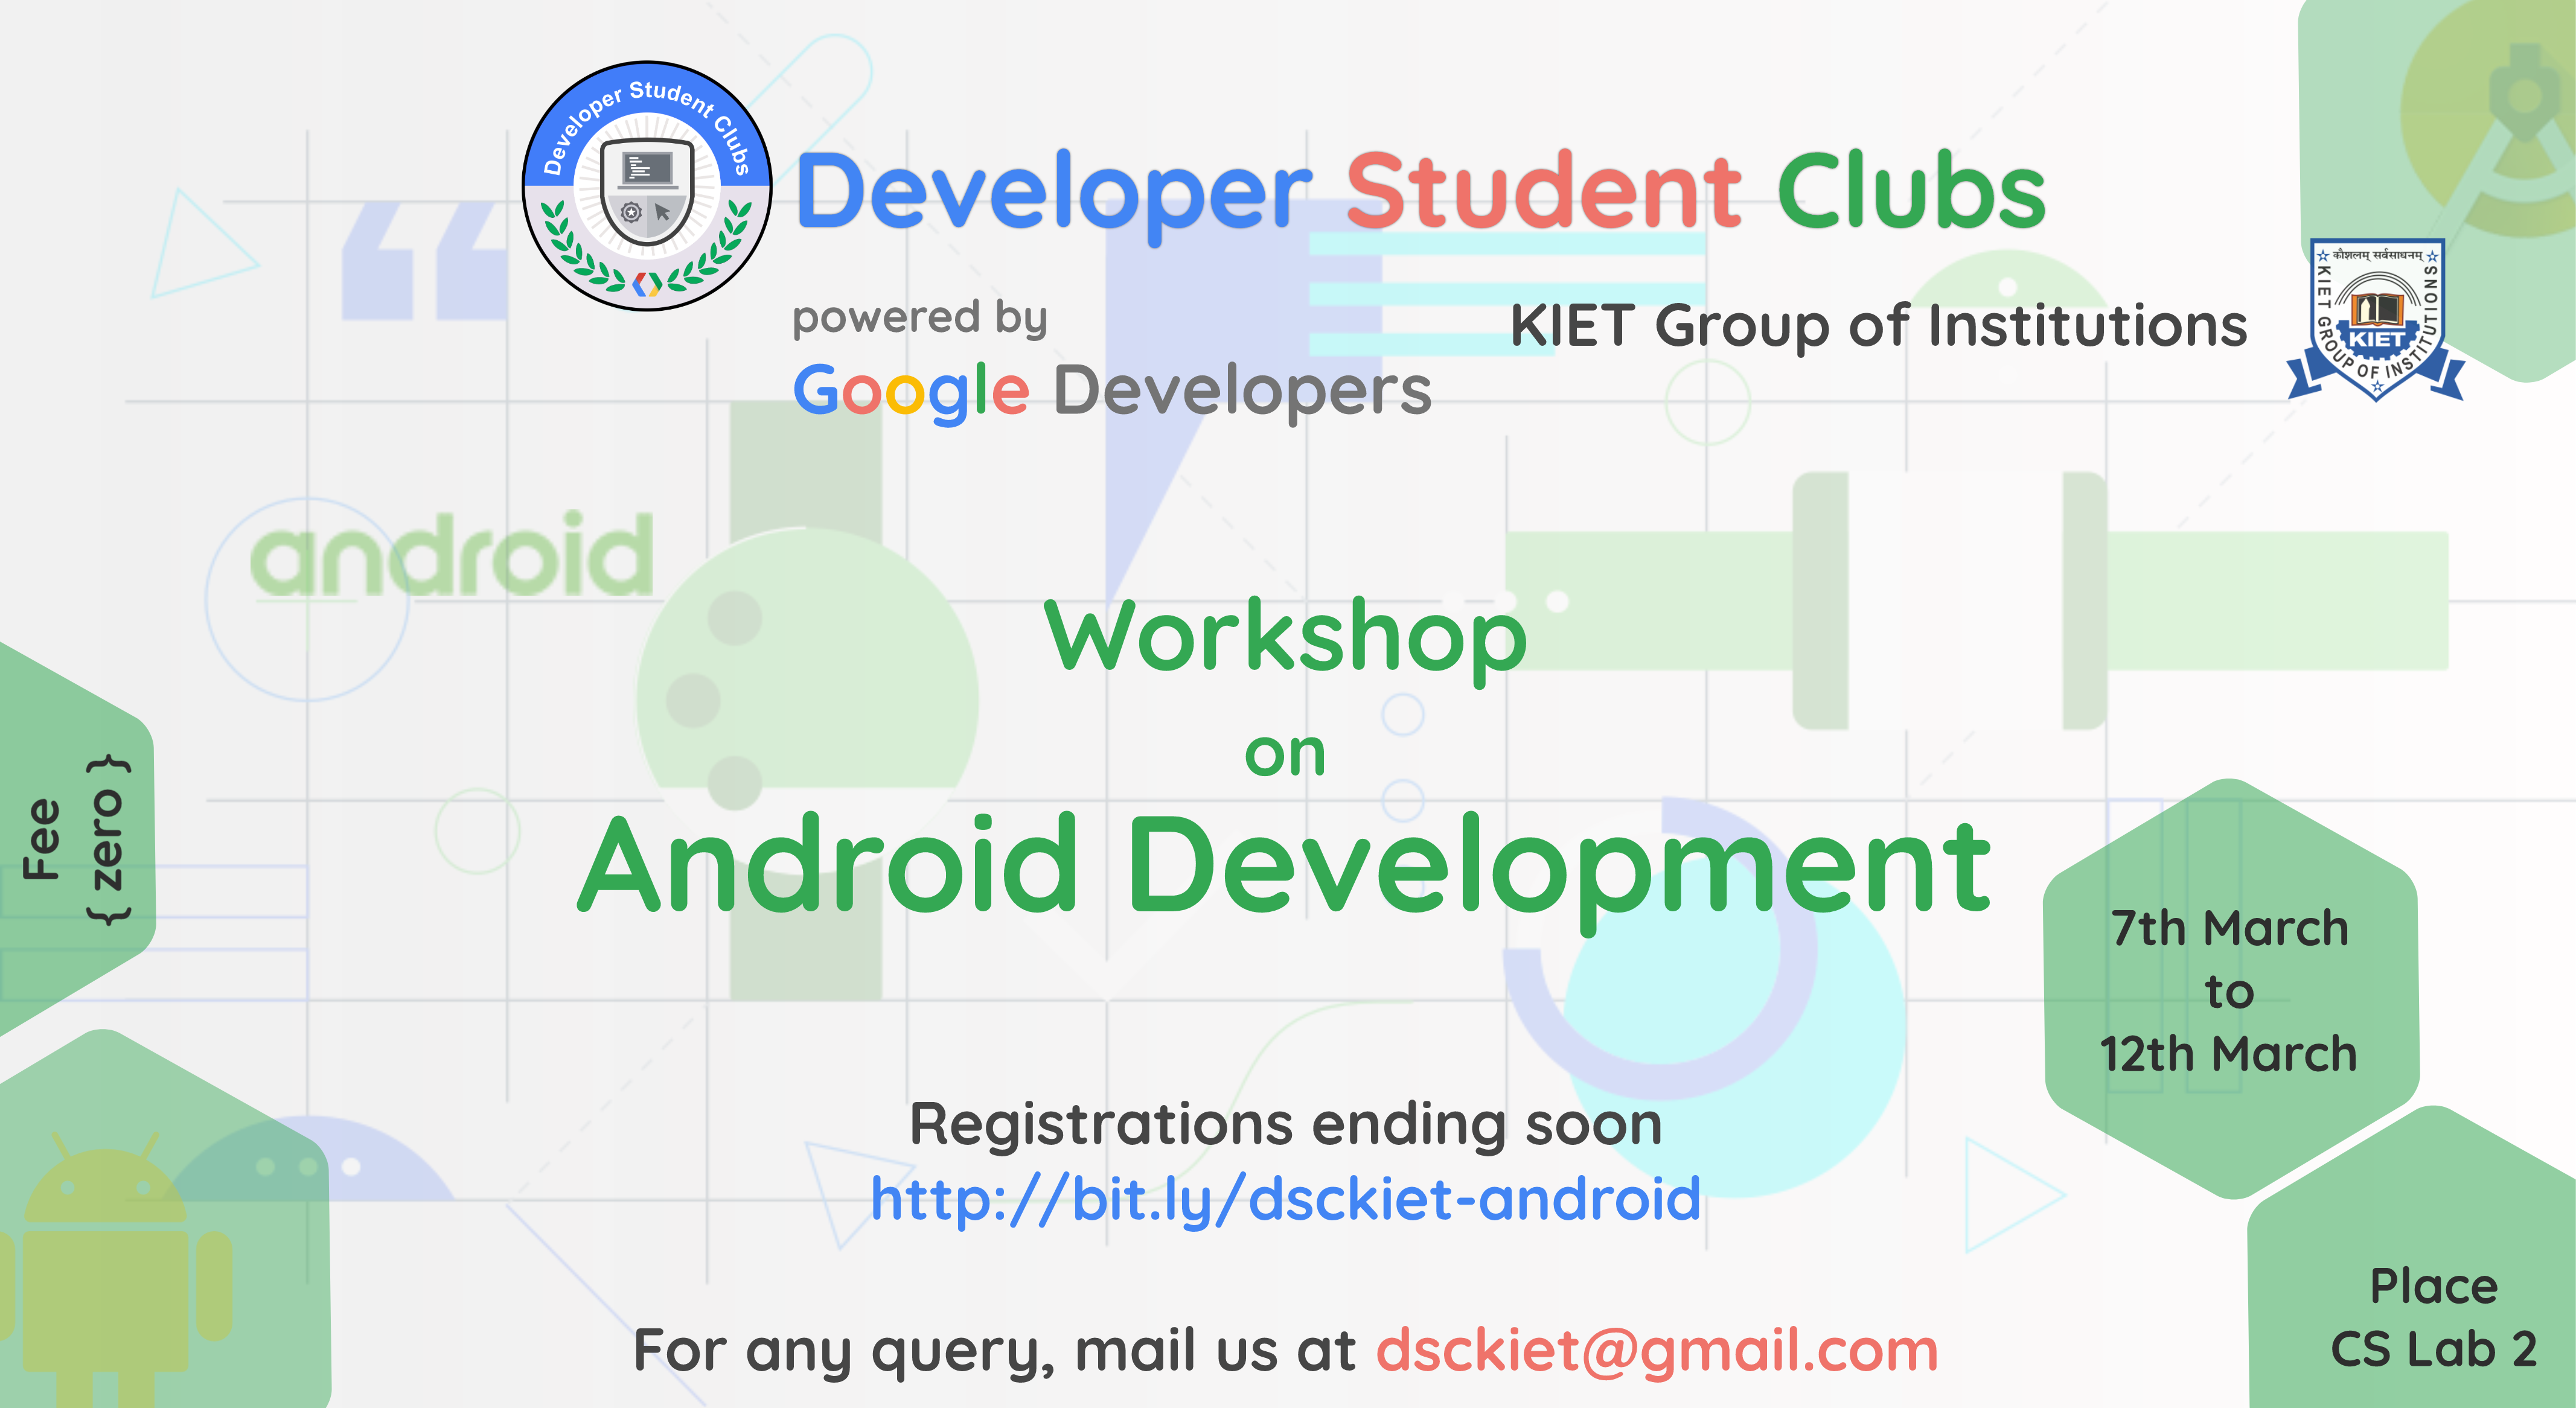 Developer Student Clubs
Developer Student Clubs
powered by
Google Developers
KIET Group of Institutions
कौशलम् सर्वसाधनम्
KIET GROUP OF INSTITUTIONS
KIET
android
Workshop
on
Android Development
Fee
{ zero }
7th March
to
12th March
Registrations ending soon
http://bit.ly/dsckiet-android
Place
CS Lab 2
For any query, mail us at dsckiet@gmail.com